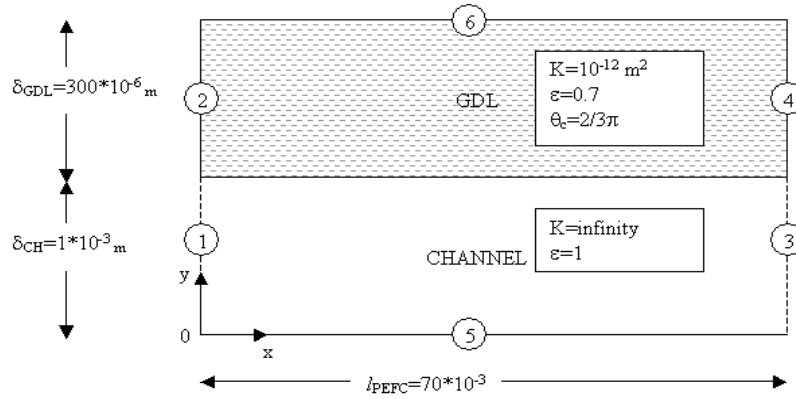 6
δGDL=300*10-6 m
2
GDL
K=10-12 m2
ε=0.7
θc=2/3π
4
δCH=1*10-3 m
1
CHANNEL
K=infinity
ε=1
3
y
0
x
5
lPEFC=70*10-3